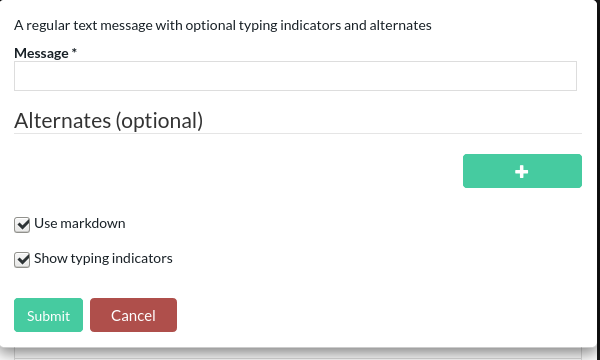 A regular text message with optional typing indicators and alternates
Message *
Alternates (optional)
Use markdown
Show typing indicators
Submit Cancel